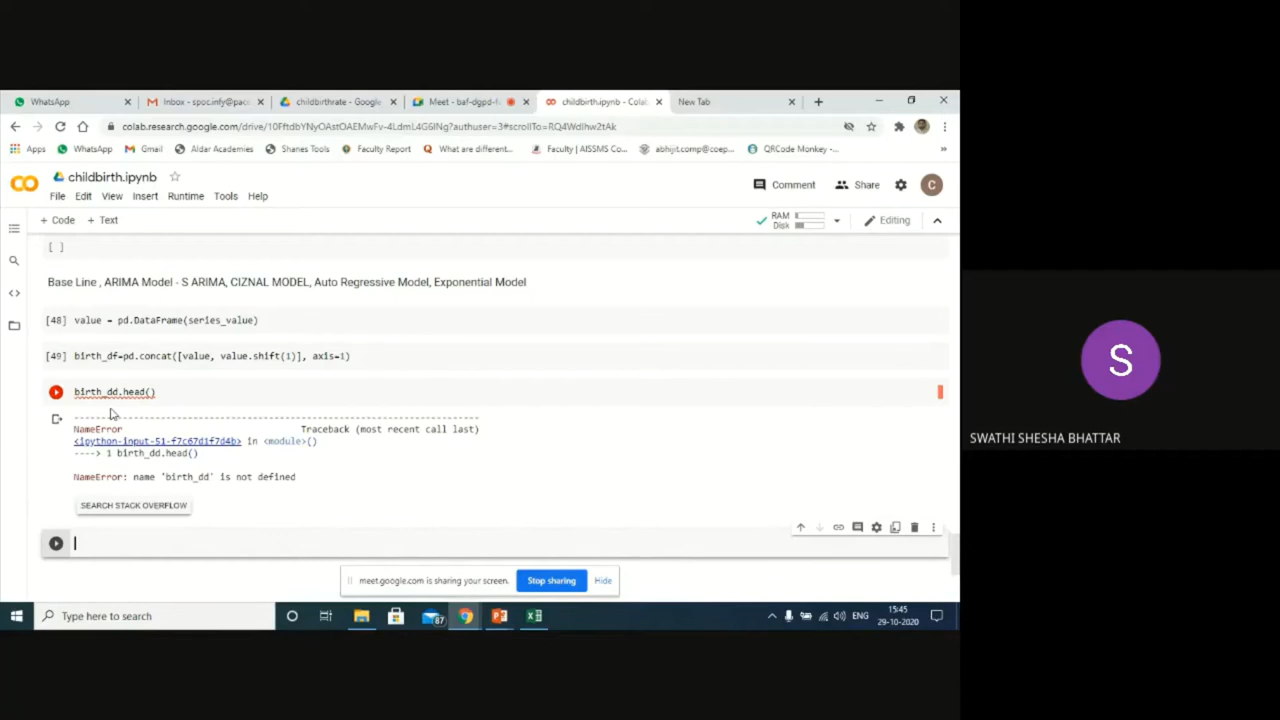 WhatsApp
Inbox - spoc.infy@pac
childbirthrate - Google
Meet - baf-dgpd-
childbirth.ipynb - Colab
New Tab
colab.research.google.com/drive/10FftdbYNyOAstOAEMwFv-4LdmL4G6INg?authuser=3#scrollTo=RQ4Wdlhw2tAk
Apps
WhatsApp
Gmail
Aldar Academies
Shanes Tools
Faculty Report
What are different...
Faculty | AISSMS Co...
abhijit.comp@coep...
QRCode Monkey -...
childbirth.ipynb
File Edit View Insert Runtime Tools Help
Comment
Share
C
+ Code + Text
RAM
Disk
Editing
[ ]
Base Line , ARIMA Model - S ARIMA, CIZNAL MODEL, Auto Regressive Model, Exponential Model
[48] value = pd.DataFrame(series_value)
[49] birth_df=pd.concat([value, value.shift(1)], axis=1)
birth_dd.head()
NameError Traceback (most recent call last)
<ipython-input-51-f7c67d1f7d4b> in <module>()
----> 1 birth_dd.head()
NameError: name 'birth_dd' is not defined
SEARCH STACK OVERFLOW
meet.google.com is sharing your screen.
Stop sharing
Hide
Type here to search
87
ENG
15:45
29-10-2020
S
SWATHI SHESHA BHATTAR